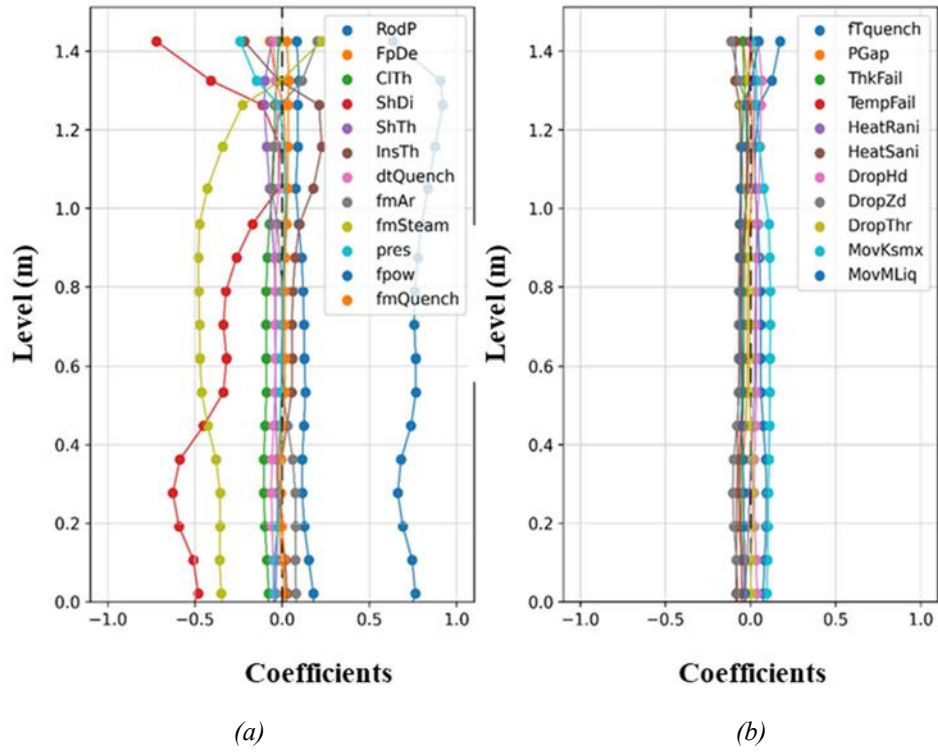 RodP
FpDe
ClTh
ShDi
ShTh
InsTh
dtQuench
fmAr
fmSteam
pres
fpow
fmQuench
1.4
1.2
1.0
0.8
0.6
0.4
0.2
0.0
Level (m)
−1.0 −0.5 0.0 0.5 1.0
Coefficients
(a)
fTquench
PGap
ThkFail
TempFail
HeatRani
HeatSani
DropHd
DropZd
DropThr
MovKsmx
MovMLiq
1.4
1.2
1.0
0.8
0.6
0.4
0.2
0.0
Level (m)
−1.0 −0.5 0.0 0.5 1.0
Coefficients
(b)